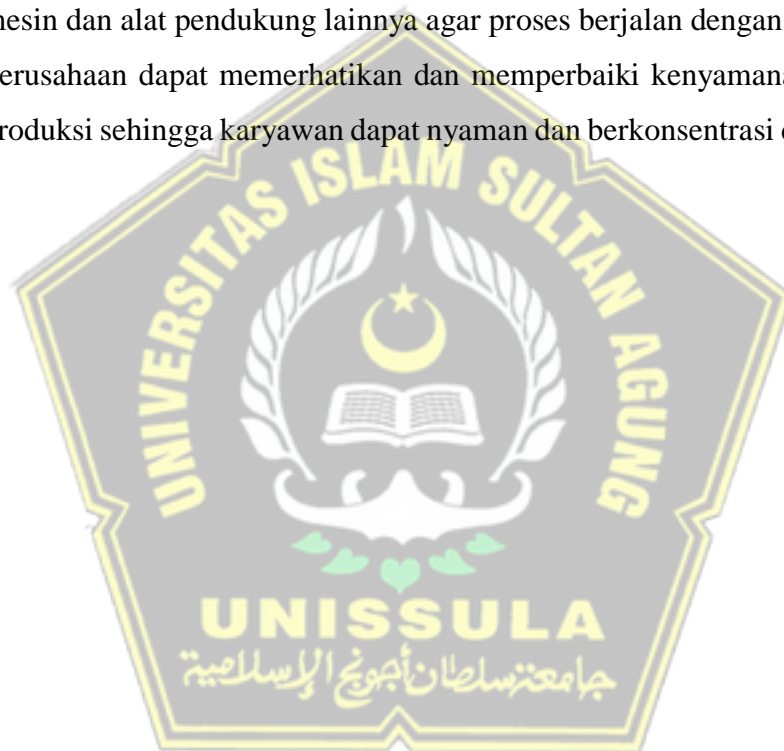 mesin dan alat pendukung lainnya agar proses berjalan dengan
erusahaan dapat memerhatikan dan memperbaiki kenyamana
roduksi sehingga karyawan dapat nyaman dan berkonsentrasi
UNIVERSITAS ISLAM SULTAN AGUNG
UNISSULA
جامعة سلطان أجونج الإسلامية